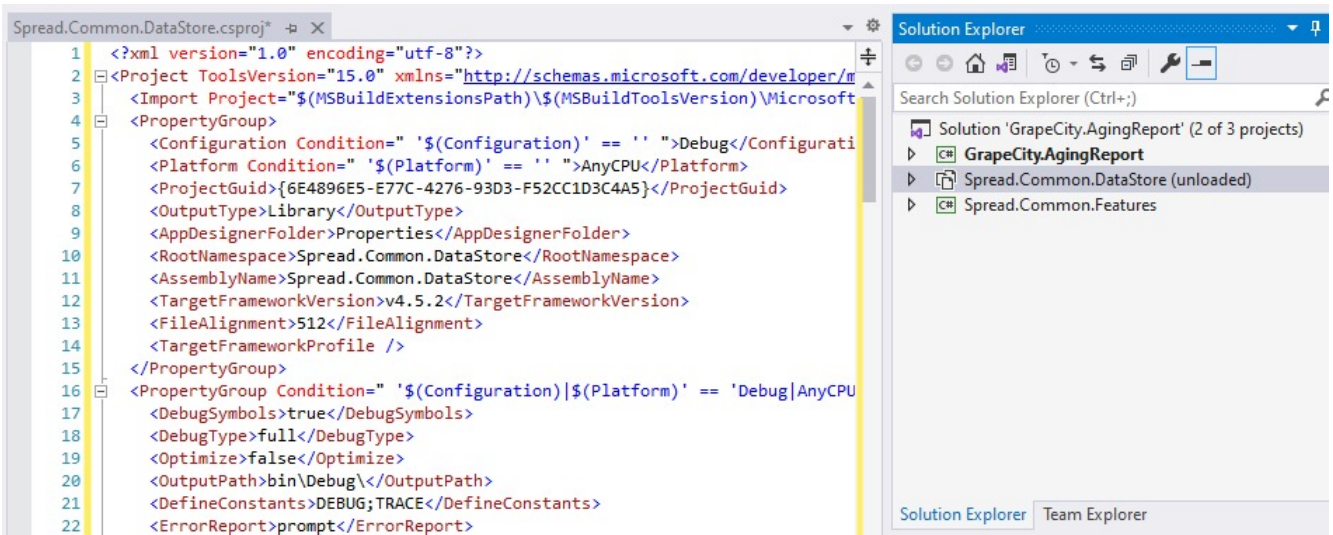 Spread.Common.DataStore.csproj*
1 <?xml version="1.0" encoding="utf-8"?>
2 <Project ToolsVersion="15.0" xmlns="http://schemas.microsoft.com/developer/m
3 <Import Project="$(MSBuildExtensionsPath)\$(MSBuildToolsVersion)\Microsoft
4 <PropertyGroup>
5 <Configuration Condition=" '$(Configuration)' == '' ">Debug</Configurati
6 <Platform Condition=" '$(Platform)' == '' ">AnyCPU</Platform>
7 <ProjectGuid>{6E4896E5-E77C-4276-93D3-F52CC1D3C4A5}</ProjectGuid>
8 <OutputType>Library</OutputType>
9 <AppDesignerFolder>Properties</AppDesignerFolder>
10 <RootNamespace>Spread.Common.DataStore</RootNamespace>
11 <AssemblyName>Spread.Common.DataStore</AssemblyName>
12 <TargetFrameworkVersion>v4.5.2</TargetFrameworkVersion>
13 <FileAlignment>512</FileAlignment>
14 <TargetFrameworkProfile />
15 </PropertyGroup>
16 <PropertyGroup Condition=" '$(Configuration)|$(Platform)' == 'Debug|AnyCPU
17 <DebugSymbols>true</DebugSymbols>
18 <DebugType>full</DebugType>
19 <Optimize>false</Optimize>
20 <OutputPath>bin\Debug\</OutputPath>
21 <DefineConstants>DEBUG;TRACE</DefineConstants>
22 <ErrorReport>prompt</ErrorReport>
Solution Explorer
Search Solution Explorer (Ctrl+;)
Solution 'GrapeCity.AgingReport' (2 of 3 projects)
C# GrapeCity.AgingReport
Spread.Common.DataStore (unloaded)
C# Spread.Common.Features
Solution Explorer Team Explorer